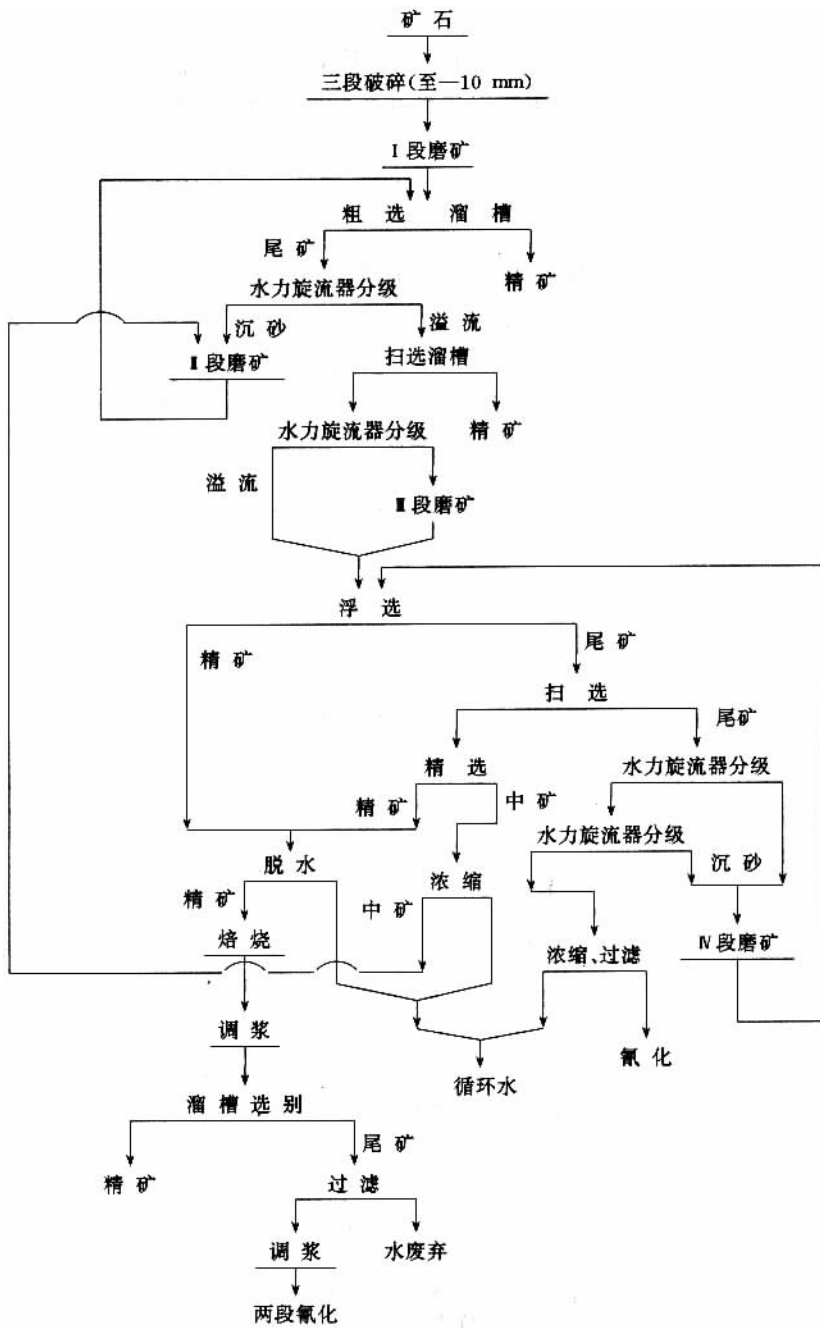 矿石
三段破碎(至—10 mm)
Ⅰ段磨矿
粗选 溜槽
尾矿
精矿
水力旋流器分级
沉砂
溢流
Ⅱ段磨矿
扫选溜槽
水力旋流器分级
精矿
溢流
Ⅲ段磨矿
浮选
精矿
尾矿
扫选
尾矿
精选
水力旋流器分级
精矿
中矿
水力旋流器分级
脱水
浓缩
沉砂
精矿
中矿
焙烧
浓缩、过滤
Ⅳ段磨矿
调浆
氰化
循环水
溜槽选别
尾矿
精矿
过滤
调浆
水废弃
两段氰化